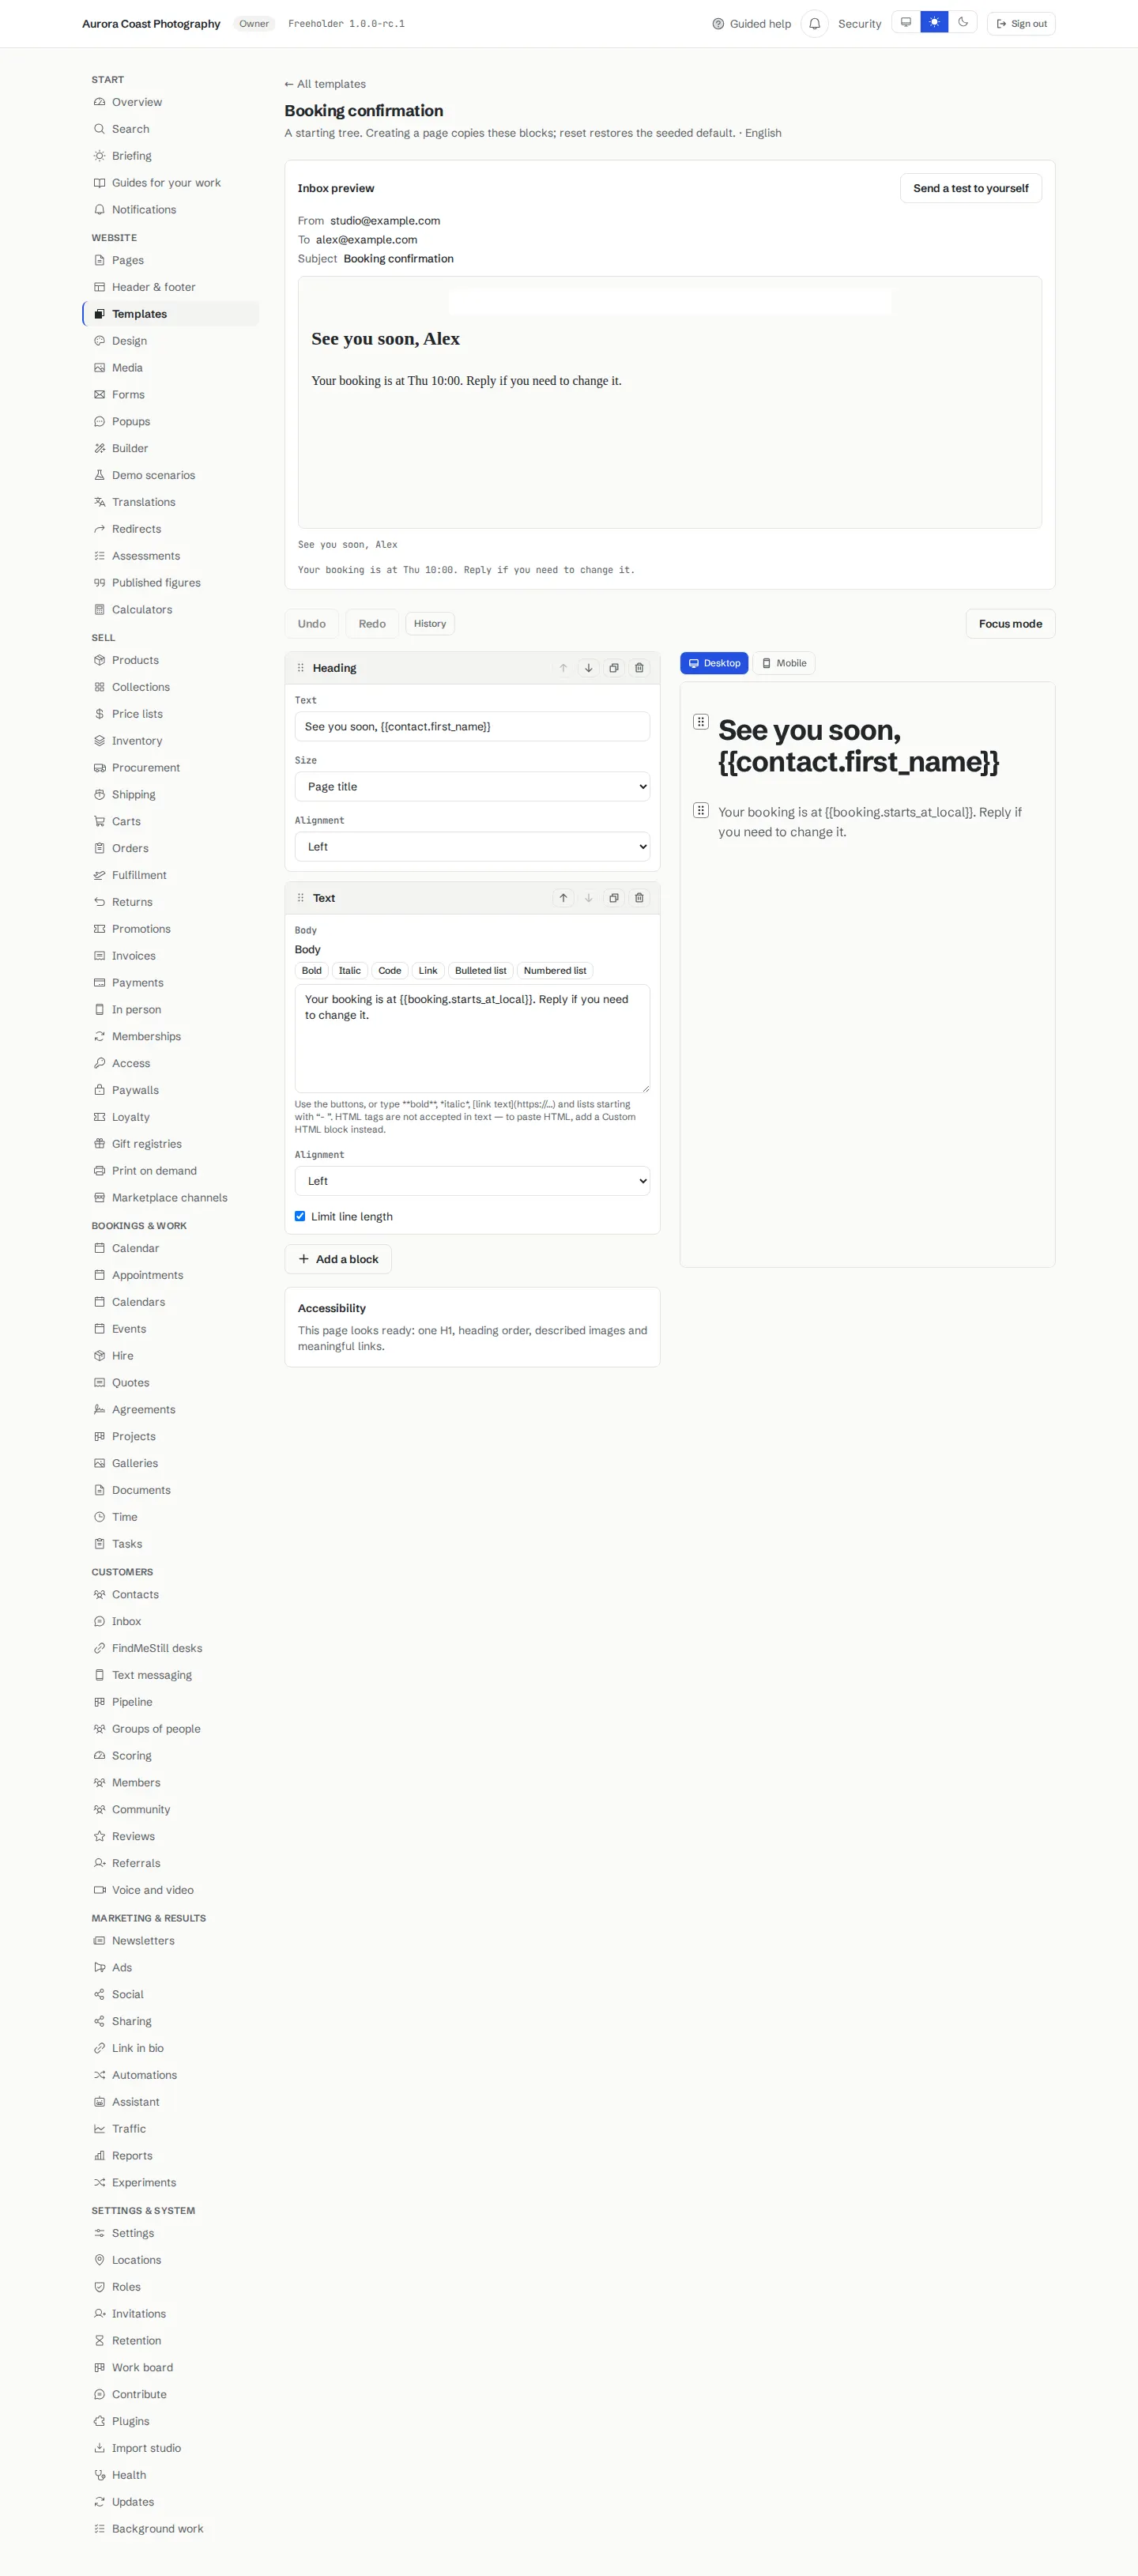 Aurora Coast Photography
Owner
Freeholder 1.0.0-rc.1
Guided help
Security
Sign out
START
Overview
Search
Briefing
Guides for your work
Notifications
WEBSITE
Pages
Header & footer
Templates
Design
Media
Forms
Popups
Builder
Demo scenarios
Translations
Redirects
Assessments
Published figures
Calculators
SELL
Products
Collections
Price lists
Inventory
Procurement
Shipping
Carts
Orders
Fulfillment
Returns
Promotions
Invoices
Payments
In person
Memberships
Access
Paywalls
Loyalty
Gift registries
Print on demand
Marketplace channels
BOOKINGS & WORK
Calendar
Appointments
Calendars
Events
Hire
Quotes
Agreements
Projects
Galleries
Documents
Time
Tasks
CUSTOMERS
Contacts
Inbox
FindMeStill desks
Text messaging
Pipeline
Groups of people
Scoring
Members
Community
Reviews
Referrals
Voice and video
MARKETING & RESULTS
Newsletters
Ads
Social
Sharing
Link in bio
Automations
Assistant
Traffic
Reports
Experiments
SETTINGS & SYSTEM
Settings
Locations
Roles
Invitations
Retention
Work board
Contribute
Plugins
Import studio
Health
Updates
Background work
← All templates
Booking confirmation
A starting tree. Creating a page copies these blocks; reset restores the seeded default. · English
Inbox preview
Send a test to yourself
From studio@example.com
To alex@example.com
Subject Booking confirmation
See you soon, Alex
Your booking is at Thu 10:00. Reply if you need to change it.
See you soon, Alex
Your booking is at Thu 10:00. Reply if you need to change it.
Undo
Redo
History
Focus mode
Heading
Text
See you soon, {{contact.first_name}}
Size
Page title
Alignment
Left
Text
Body
Body
Bold
Italic
Code
Link
Bulleted list
Numbered list
Your booking is at {{booking.starts_at_local}}. Reply if you need
to change it.
Use the buttons, or type **bold**, *italic*, [link text](https://…) and lists starting
with “- ”. HTML tags are not accepted in text — to paste HTML, add a Custom
HTML block instead.
Alignment
Left
Limit line length
+ Add a block
Accessibility
This page looks ready: one H1, heading order, described images and
meaningful links.
Desktop
Mobile
See you soon,
{{contact.first_name}}
Your booking is at {{booking.starts_at_local}}. Reply if
you need to change it.